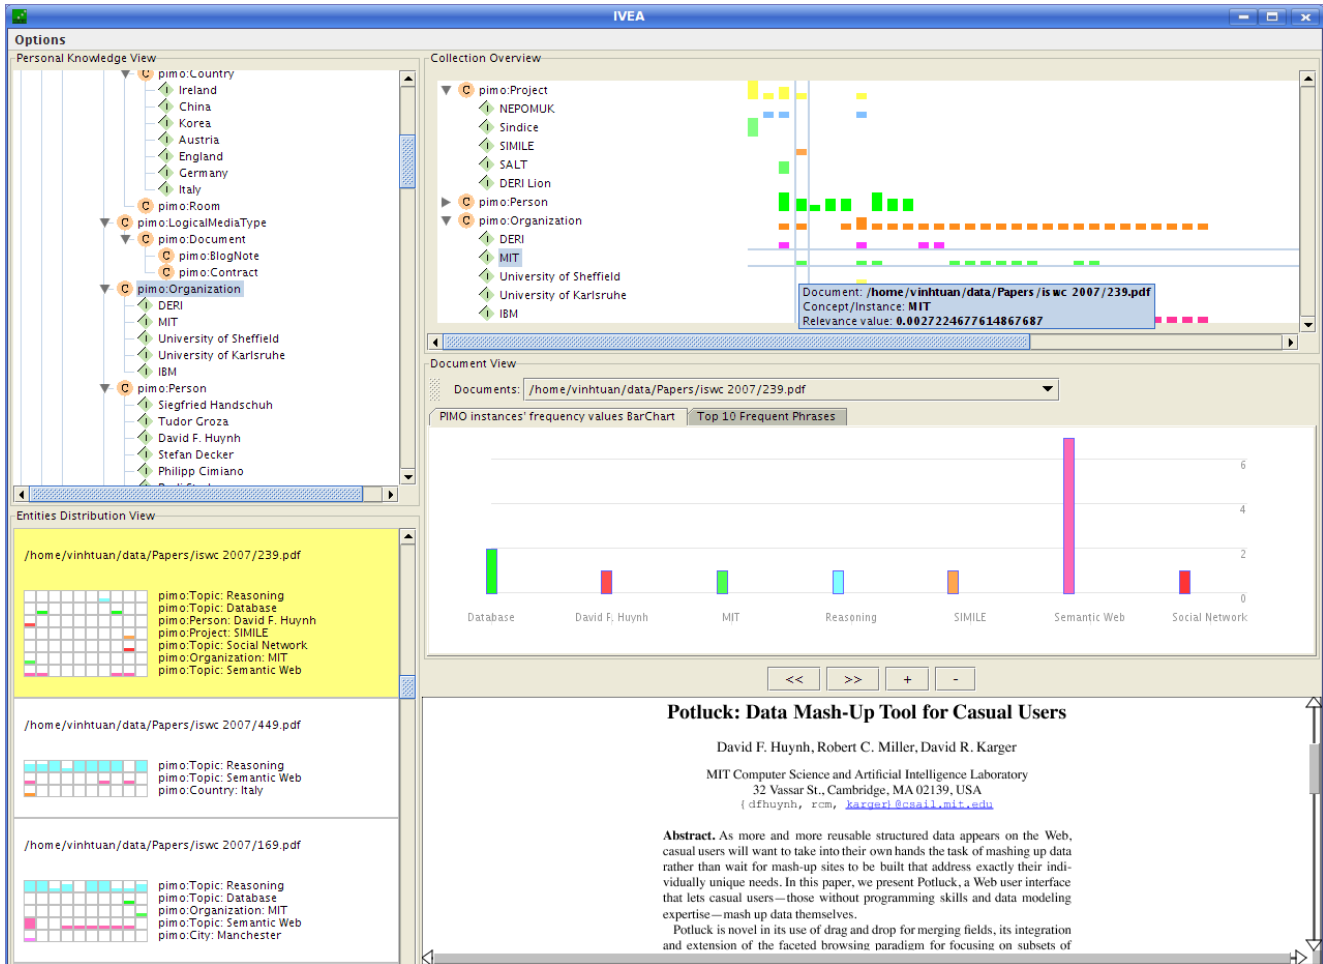 IVEA
Options
Personal Knowledge View
pimo:Country
Ireland
China
Korea
Austria
England
Germany
Italy
pimo:Room
pimo:LogicalMediaType
pimo:Document
pimo:BlogNote
pimo:Contract
pimo:Organization
DERI
MIT
University of Sheffield
University of Karlsruhe
IBM
pimo:Person
Siegfried Handschuh
Tudor Groza
David F. Huynh
Stefan Decker
Philipp Cimiano
Collection Overview
pimo:Project
NEPOMUK
Sindice
SIMILE
SALT
DERI Lion
pimo:Person
pimo:Organization
DERI
MIT
University of Sheffield
University of Karlsruhe
IBM
Document: /home/vinhtuan/data/Papers/iswc 2007/239.pdf
Concept/Instance: MIT
Relevance value: 0.0027224677614867687
Entities Distribution View
/home/vinhtuan/data/Papers/iswc 2007/239.pdf
pimo:Topic: Reasoning
pimo:Topic: Database
pimo:Person: David F. Huynh
pimo:Project: SIMILE
pimo:Topic: Social Network
pimo:Organization: MIT
pimo:Topic: Semantic Web
/home/vinhtuan/data/Papers/iswc 2007/449.pdf
pimo:Topic: Reasoning
pimo:Topic: Semantic Web
pimo:Country: Italy
/home/vinhtuan/data/Papers/iswc 2007/169.pdf
pimo:Topic: Reasoning
pimo:Topic: Database
pimo:Organization: MIT
pimo:Topic: Semantic Web
pimo:City: Manchester
Document View
Documents: /home/vinhtuan/data/Papers/iswc 2007/239.pdf
PIMO instances' frequency values BarChart Top 10 Frequent Phrases
6
4
2
0
Database David F. Huynh MIT Reasoning SIMILE Semantic Web Social Network
<< >> + -
Potluck: Data Mash-Up Tool for Casual Users
David F. Huynh, Robert C. Miller, David R. Karger
MIT Computer Science and Artificial Intelligence Laboratory
32 Vassar St., Cambridge, MA 02139, USA
{dfhuynh, rcm, karger}@csail.mit.edu
Abstract. As more and more reusable structured data appears on the Web,
casual users will want to take into their own hands the task of mashing up data
rather than wait for mash-up sites to be built that address exactly their indi-
vidually unique needs. In this paper, we present Potluck, a Web user interface
that lets casual users—those without programming skills and data modeling
expertise—mash up data themselves.
Potluck is novel in its use of drag and drop for merging fields, its integration
and extension of the faceted browsing paradigm for focusing on subsets of